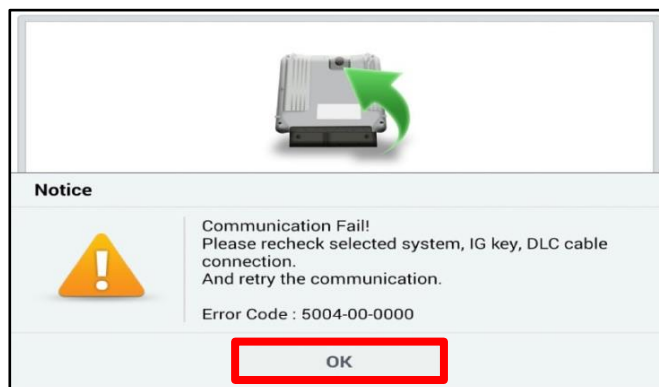 Notice
Communication Fail!
Please recheck selected system, IG key, DLC cable
connection.
And retry the communication.
Error Code : 5004-00-0000
OK